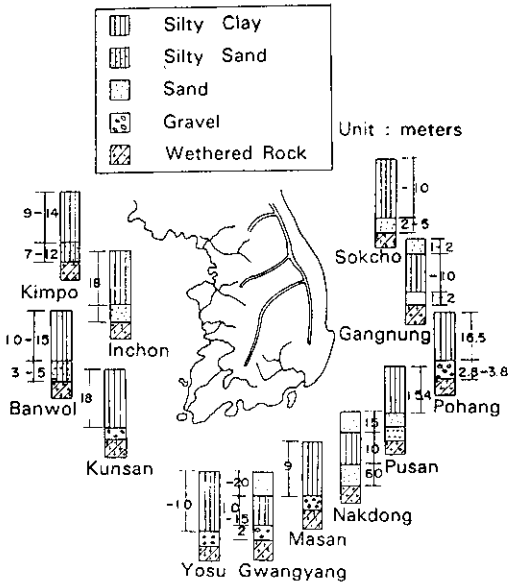 Silty Clay
Silty Sand
Sand
Gravel
Wethered Rock
Unit : meters
9-14
7-12
Kimpo
18
Inchon
10-15
3-5
Banwol
18
Kunsan
-10
2-5
Sokcho
1-2
-10
1-2
Gangnung
16.5
2.8-3.8
Pohang
15.4
Pusan
15
10
60
Nakdong
9
Masan
-10
Yosu
-20
-15
2
Gwangyang